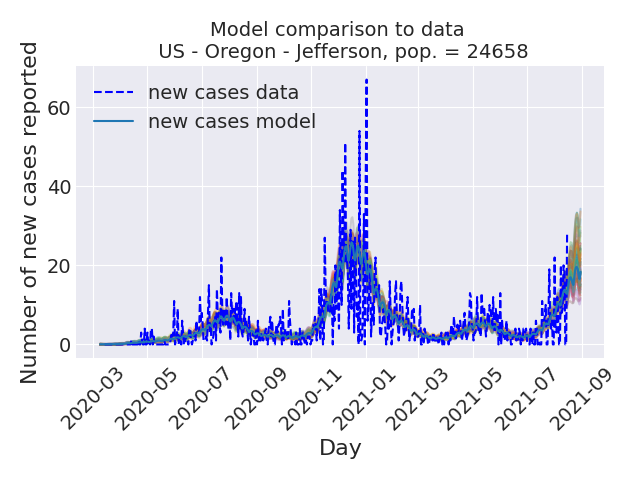 Model comparison to data
US - Oregon - Jefferson, pop. = 24658
new cases data
new cases model
Number of new cases reported
60
40
20
0
2020-03
2020-05
2020-07
2020-09
2020-11
2021-01
2021-03
2021-05
2021-07
2021-09
Day